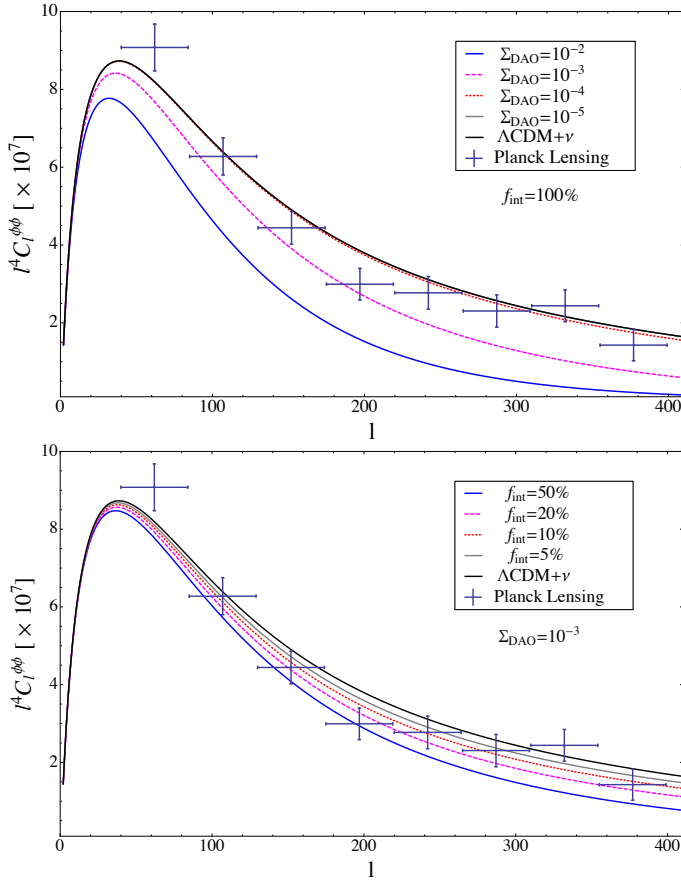 10
8
6
4
2
0
100
200
300
400
l
l⁴C_l^ϕϕ [× 10⁷]
Σ_DAO=10⁻²
Σ_DAO=10⁻³
Σ_DAO=10⁻⁴
Σ_DAO=10⁻⁵
ΛCDM+ν
Planck Lensing
f_int=100%
10
8
6
4
2
0
100
200
300
400
l
l⁴C_l^ϕϕ [× 10⁷]
f_int=50%
f_int=20%
f_int=10%
f_int=5%
ΛCDM+ν
Planck Lensing
Σ_DAO=10⁻³